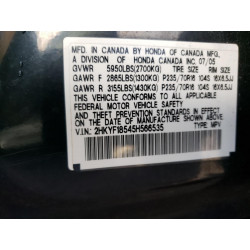 MFD. IN CANADA BY HONDA OF CANADA MFG.,
A DIVISION OF HONDA CANADA INC. 07/05
GVWR 5950LBS(2700KG) TIRE SIZE RIM SIZE
GAWR F 2865LBS(1300KG) P235/70R16 104S 16X6.5JJ
GAWR R 3155LBS(1430KG) P235/70R16 104S 16X6.5JJ
THIS VEHICLE CONFORMS TO ALL APPLICABLE
FEDERAL MOTOR VEHICLE SAFETY
AND THEFT PREVENTION STANDARDS IN EFFECT
ON THE DATE OF MANUFACTURE SHOWN ABOVE.
V.I.N.: 2HKYF18545H566535